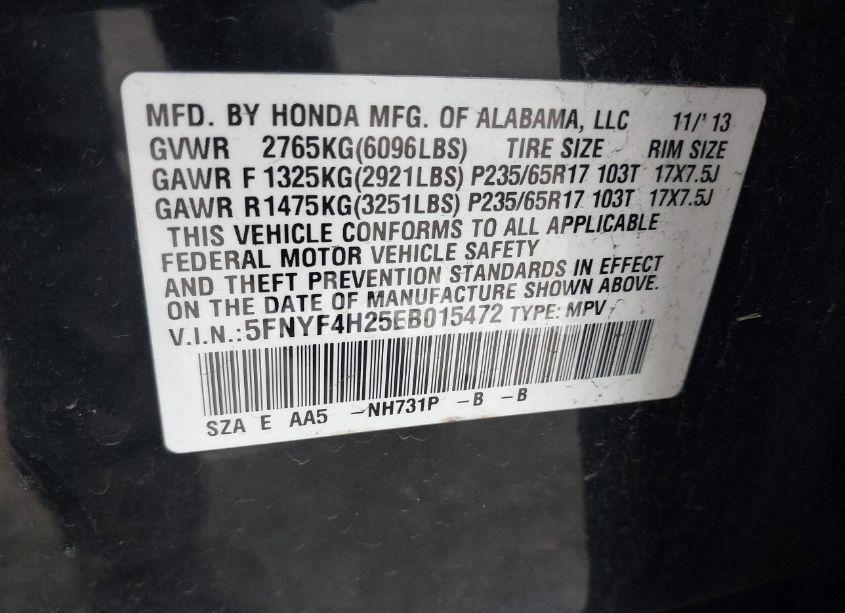 MFD. BY HONDA MFG. OF ALABAMA, LLC 11/'13
GVWR 2765KG(6096LBS) TIRE SIZE RIM SIZE
GAWR F 1325KG(2921LBS) P235/65R17 103T 17X7.5J
GAWR R 1475KG(3251LBS) P235/65R17 103T 17X7.5J
THIS VEHICLE CONFORMS TO ALL APPLICABLE
FEDERAL MOTOR VEHICLE SAFETY
AND THEFT PREVENTION STANDARDS IN EFFECT
ON THE DATE OF MANUFACTURE SHOWN ABOVE.
V.I.N.:5FNYF4H25EB015472 TYPE: MPV
SZA E AA5 -NH731P -B -B